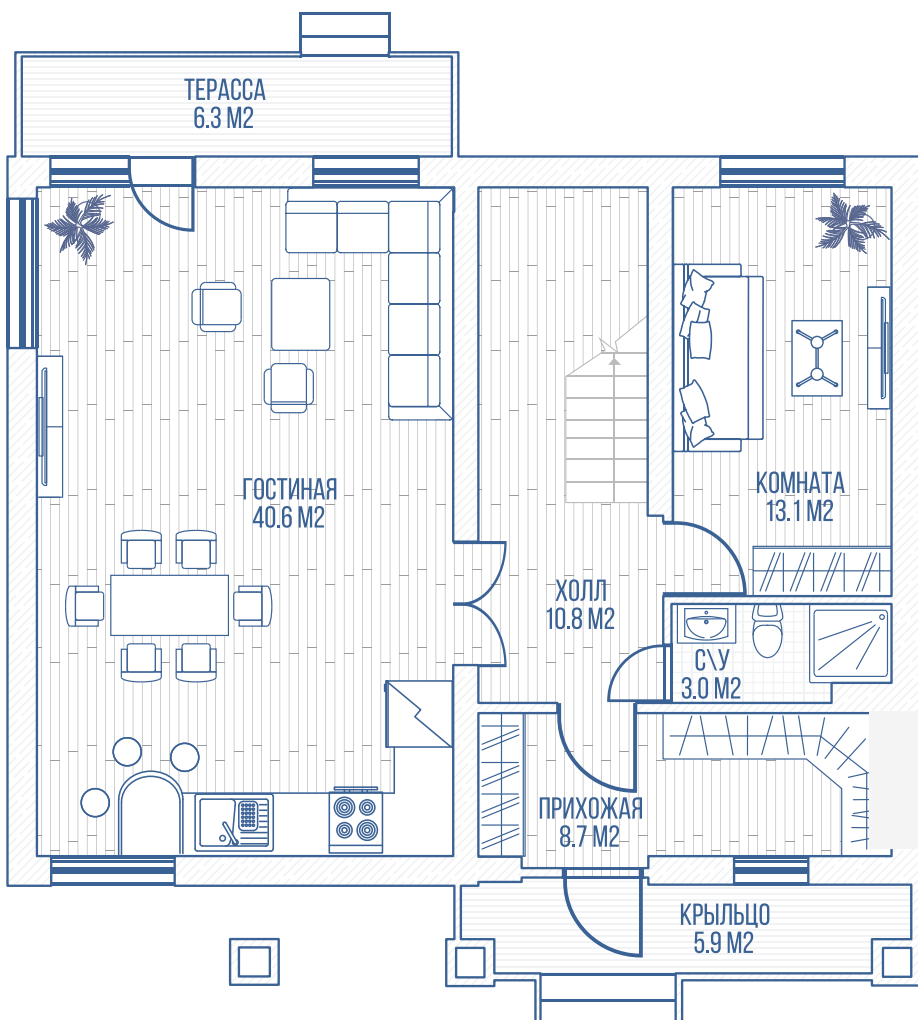 ТЕРАССА
6.3 М2
ГОСТИНАЯ
40.6 М2
КОМНАТА
13.1 М2
ХОЛЛ
10.8 М2
С\У
3.0 М2
ПРИХОЖАЯ
8.7 М2
КРЫЛЬЦО
5.9 М2